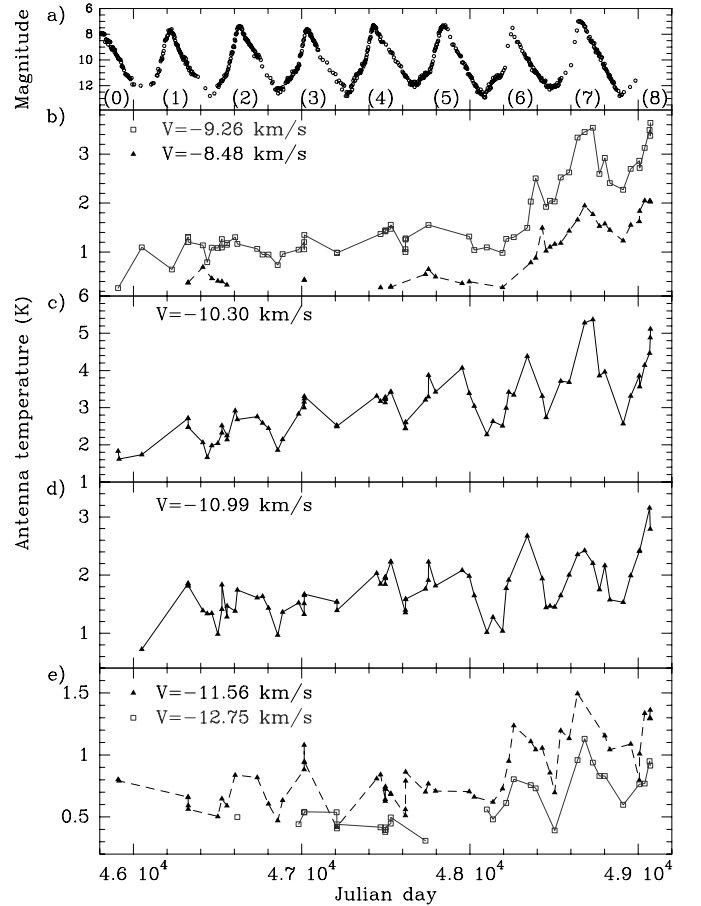 a)
6
8
10
12
Magnitude
(0) (1) (2) (3) (4) (5) (6) (7) (8)
b)
V=−9.26 km/s
V=−8.48 km/s
3
2
1
6
c)
V=−10.30 km/s
5
4
3
2
1
Antenna temperature (K)
d)
V=−10.99 km/s
3
2
1
e)
V=−11.56 km/s
V=−12.75 km/s
1.5
1
0.5
4.6 10⁴ 4.7 10⁴ 4.8 10⁴ 4.9 10⁴
Julian day